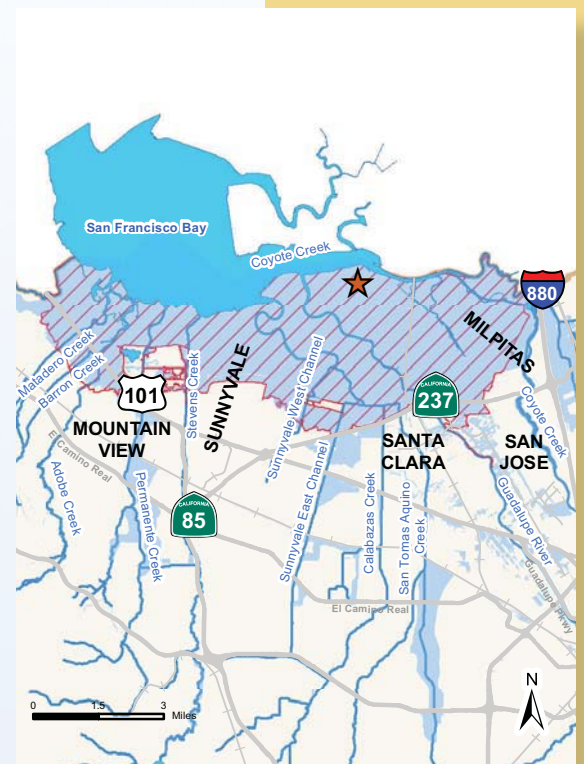 San Francisco Bay
Coyote Creek
880
MILPITAS
Matadero Creek
Barron Creek
101
Stevens Creek
SUNNYVALE
Sunnyvale West Channel
CALIFORNIA
237
Coyote Creek
MOUNTAIN
VIEW
SANTA
CLARA
SAN
JOSE
El Camino Real
Adobe Creek
Permanente Creek
CALIFORNIA
85
Sunnyvale East Channel
Calabazas Creek
San Tomas Aquino
Creek
Guadalupe River
Guadalupe Pkwy
El Camino Real
N
0 1.5 3
Miles